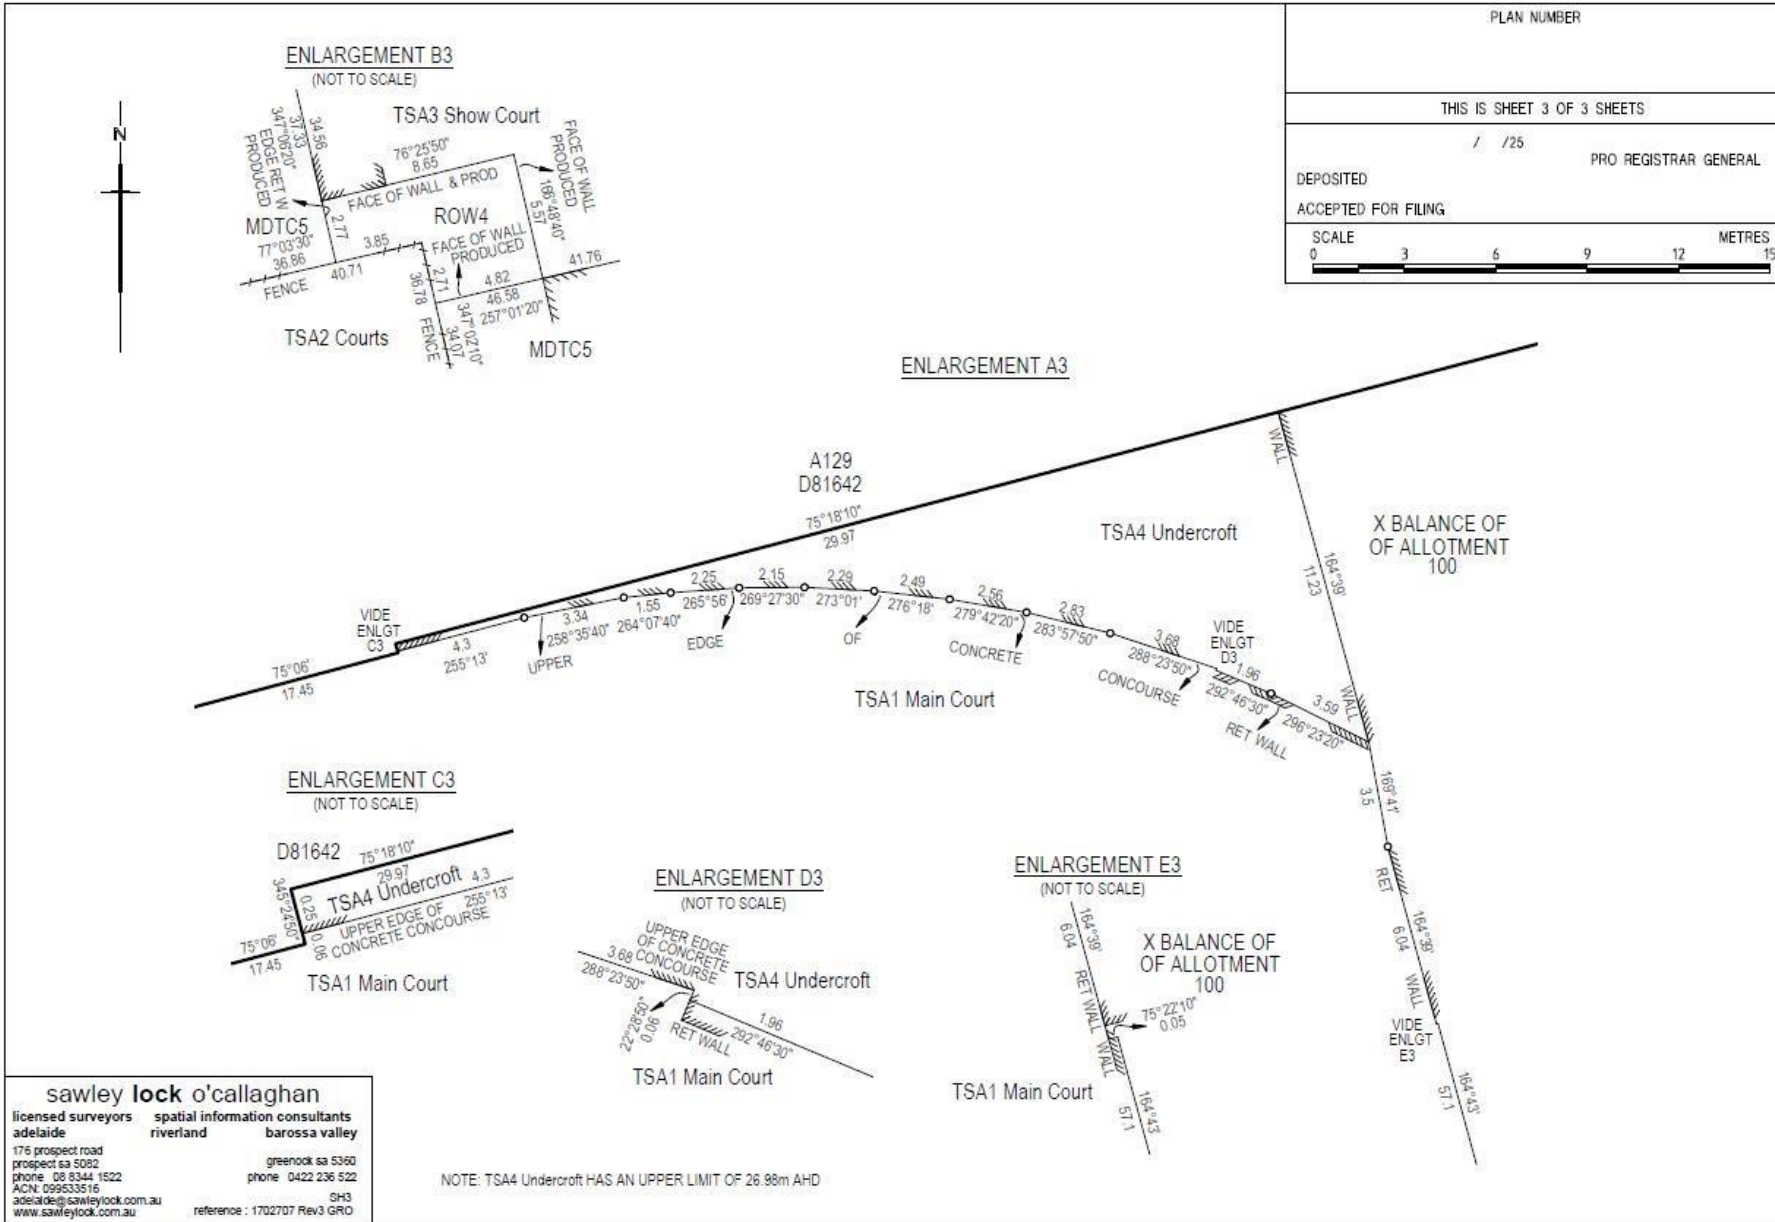 PLAN NUMBER
THIS IS SHEET 3 OF 3 SHEETS
/ /25
PRO REGISTRAR GENERAL
DEPOSITED
ACCEPTED FOR FILING
SCALE METRES
0 3 6 9 12 15
N
ENLARGEMENT B3
(NOT TO SCALE)
TSA3 Show Court
34.56
37.33
347°06'20"
EDGE RET W
PRODUCED
76°25'50"
8.65
FACE OF WALL & PROD
FACE OF WALL
PRODUCED
166°48'40"
5.57
MDTC5
2.77
ROW4
77°03'30"
36.86
3.85
40.71
FENCE
FACE OF WALL
PRODUCED
41.76
2.71
36.78
4.82
46.58
257°01'20"
347°02'10"
34.07
FENCE
TSA2 Courts
MDTC5
ENLARGEMENT A3
A129
D81642
75°18'10"
29.97
WALL
TSA4 Undercroft
X BALANCE OF
OF ALLOTMENT
100
164°39'
11.23
VIDE
ENLGT
C3
75°06'
17.45
4.3
255°13'
3.34
258°35'40"
UPPER
1.55
264°07'40"
2.25
265°56'
EDGE
2.15
269°27'30"
2.29
273°01'
OF
2.49
276°18'
2.56
279°42'20"
CONCRETE
2.83
283°57'50"
3.68
288°23'50"
CONCOURSE
VIDE
ENLGT
D3
1.96
292°46'30"
RET WALL
3.59
296°23'20"
WALL
TSA1 Main Court
169°41'
3.5
RET
164°39'
6.04
WALL
VIDE
ENLGT
E3
164°43'
57.1
ENLARGEMENT C3
(NOT TO SCALE)
D81642
75°18'10"
29.97
345°24'50"
0.25
TSA4 Undercroft
4.3
255°13'
UPPER EDGE OF
CONCRETE CONCOURSE
0.06
75°06'
17.45
TSA1 Main Court
ENLARGEMENT D3
(NOT TO SCALE)
UPPER EDGE
OF CONCRETE
CONCOURSE
3.68
288°23'50"
TSA4 Undercroft
22°28'50"
0.06
RET WALL
1.96
292°46'30"
TSA1 Main Court
ENLARGEMENT E3
(NOT TO SCALE)
164°39'
6.04
X BALANCE OF
OF ALLOTMENT
100
RET WALL
75°22'10"
0.05
WALL
TSA1 Main Court
164°43'
57.1
NOTE: TSA4 Undercroft HAS AN UPPER LIMIT OF 26.98m AHD
sawley lock o'callaghan
licensed surveyors spatial information consultants
adelaide riverland barossa valley
176 prospect road
prospect sa 5082 greenock sa 5360
phone 08 8344 1522 phone 0422 236 522
ACN: 099533516
adelaide@sawleylock.com.au SH3
www.sawleylock.com.au reference : 1702707 Rev3 GRO